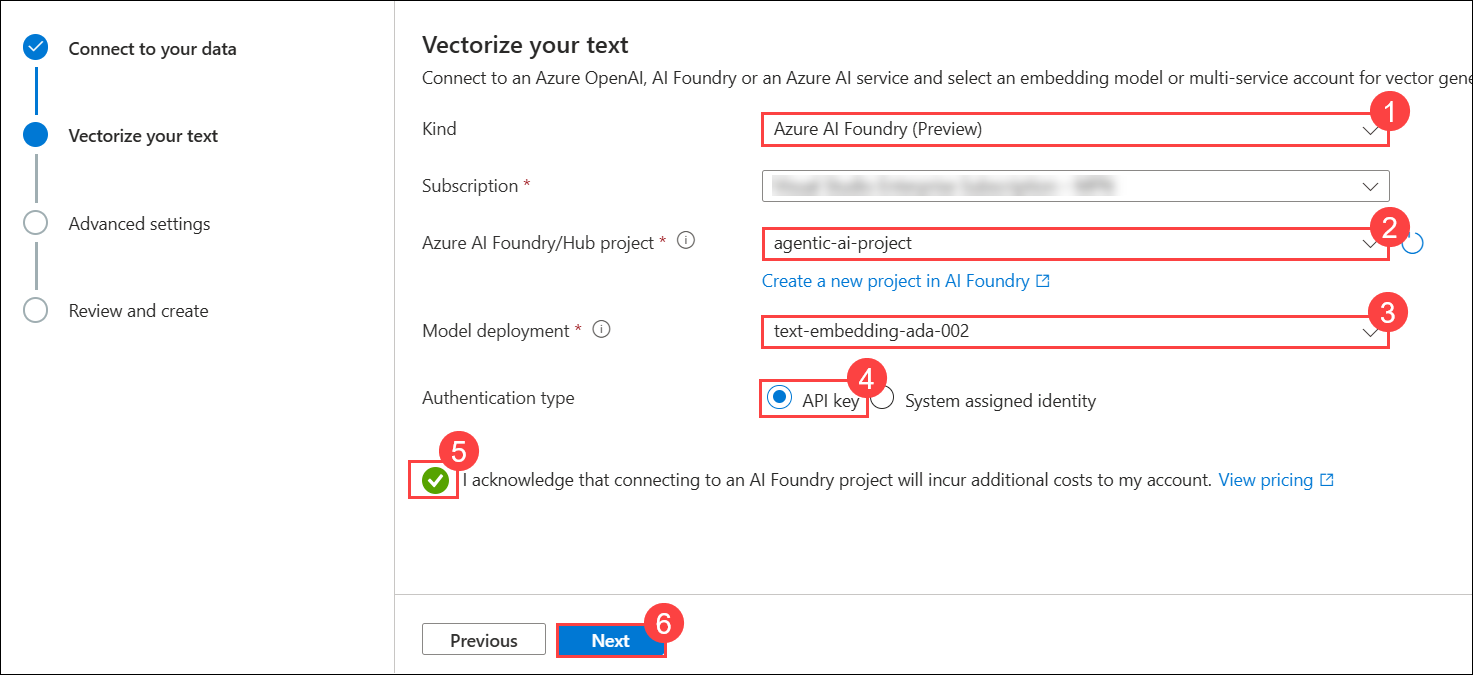 Connect to your data
Vectorize your text
Advanced settings
Review and create
Vectorize your text
Connect to an Azure OpenAI, AI Foundry or an Azure AI service and select an embedding model or multi-service account for vector gene
1
Kind
Azure AI Foundry (Preview)
Subscription *
2
Azure AI Foundry/Hub project *
agentic-ai-project
Create a new project in AI Foundry
3
Model deployment *
text-embedding-ada-002
4
Authentication type
API key
System assigned identity
5
I acknowledge that connecting to an AI Foundry project will incur additional costs to my account. View pricing
6
Previous
Next